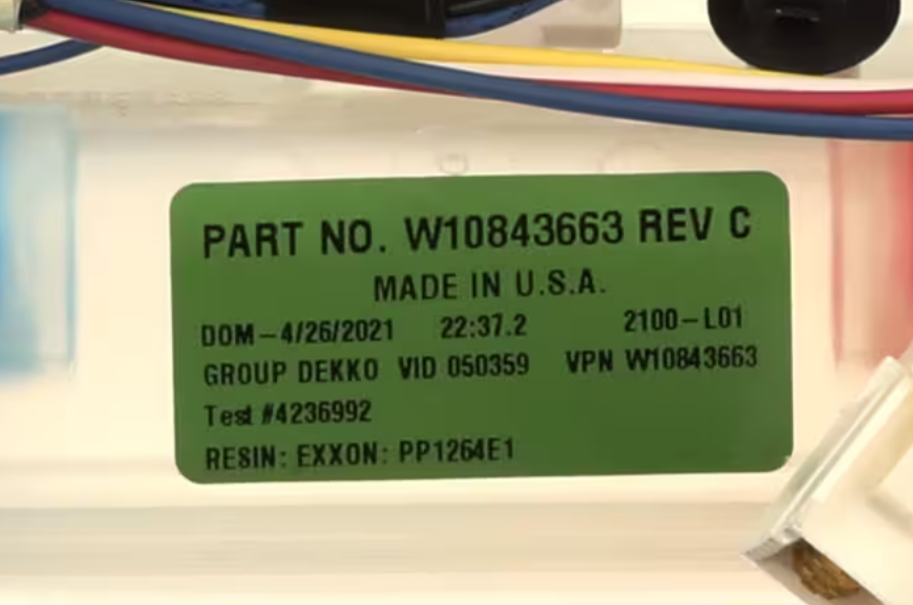 PART NO. W10843663 REV C
MADE IN U.S.A.
DOM-4/26/2021 22:37.2 2100-L01
GROUP DEKKO VID 050359 VPN W10843663
Test #4236992
RESIN: EXXON: PP1264E1